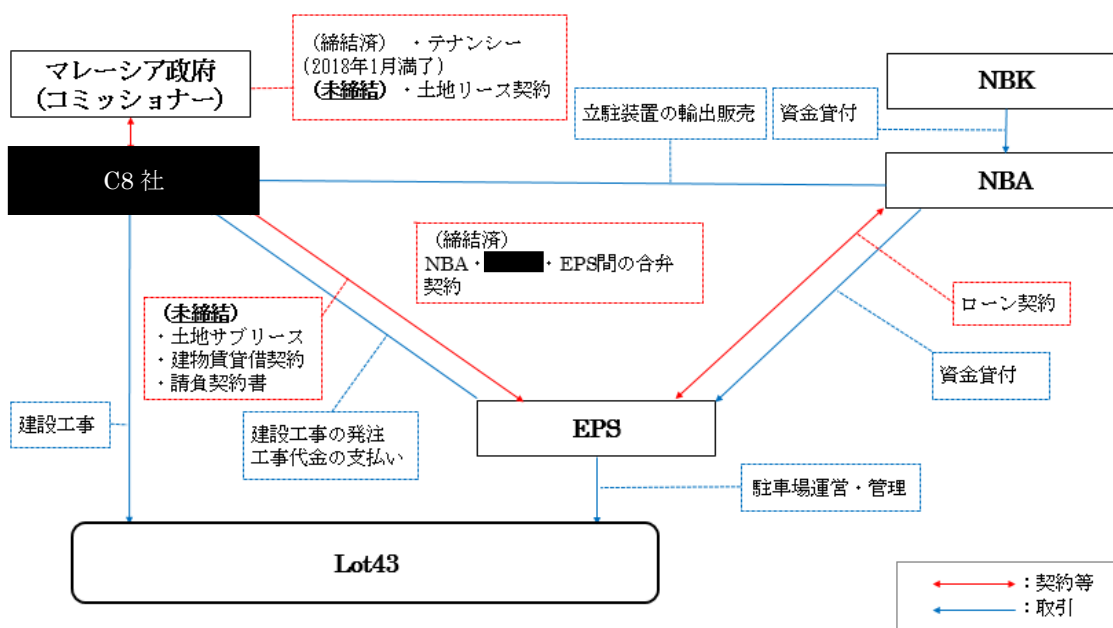 マレーシア政府
(コミッショナー)
(締結済) ・テナンシー
(2018年1月満了)
(未締結)・土地リース契約
NBK
立駐装置の輸出販売
資金貸付
C8 社
NBA
(締結済)
NBA・・EPS間の合弁
契約
(未締結)
・土地サブリース
・建物賃貸借契約
・請負契約書
ローン契約
資金貸付
建設工事
建設工事の発注
工事代金の支払い
EPS
駐車場運営・管理
Lot43
：契約等
：取引